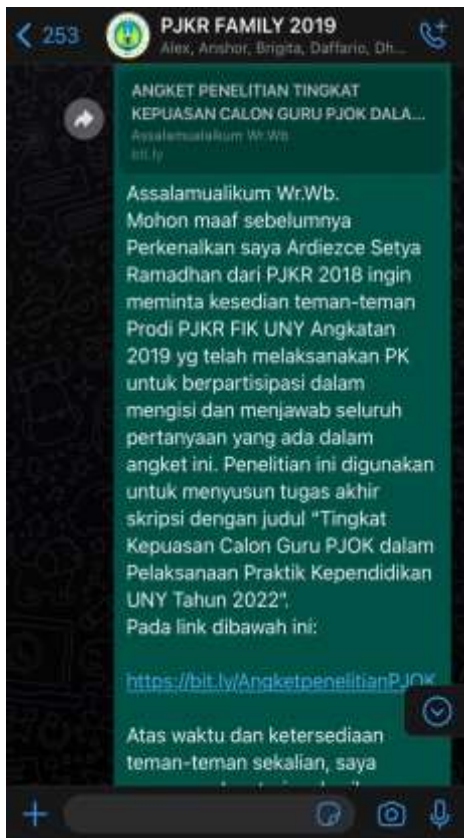 253
PJKR FAMILY 2019
Alex, Anshor, Brigita, Daffario, Dh...
ANGKET PENELITIAN TINGKAT
KEPUASAN CALON GURU PJOK DALA...
Assalamualaikum Wr.Wb
bit.ly
Assalamualikum Wr.Wb.
Mohon maaf sebelumnya
Perkenalkan saya Ardiezce Setya
Ramadhan dari PJKR 2018 ingin
meminta kesedian teman-teman
Prodi PJKR FIK UNY Angkatan
2019 yg telah melaksanakan PK
untuk berpartisipasi dalam
mengisi dan menjawab seluruh
pertanyaan yang ada dalam
angket ini. Penelitian ini digunakan
untuk menyusun tugas akhir
skripsi dengan judul "Tingkat
Kepuasan Calon Guru PJOK dalam
Pelaksanaan Praktik Kependidikan
UNY Tahun 2022".
Pada link dibawah ini:
https://bit.ly/AngketpenelitianPJOK
Atas waktu dan ketersediaan
teman-teman sekalian, saya